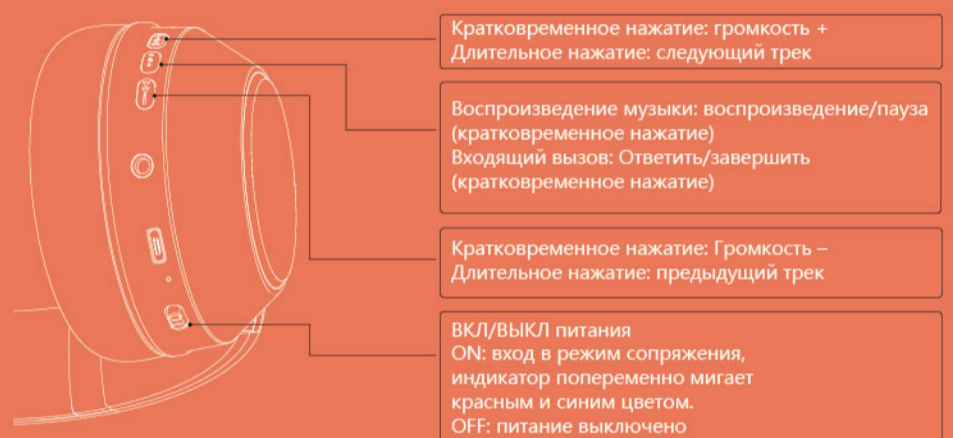 Кратковременное нажатие: громкость +
Длительное нажатие: следующий трек
Воспроизведение музыки: воспроизведение/пауза
(кратковременное нажатие)
Входящий вызов: Ответить/завершить
(кратковременное нажатие)
Кратковременное нажатие: Громкость –
Длительное нажатие: предыдущий трек
ВКЛ/ВЫКЛ питания
ON: вход в режим сопряжения,
индикатор попеременно мигает
красным и синим цветом.
OFF: питание выключено